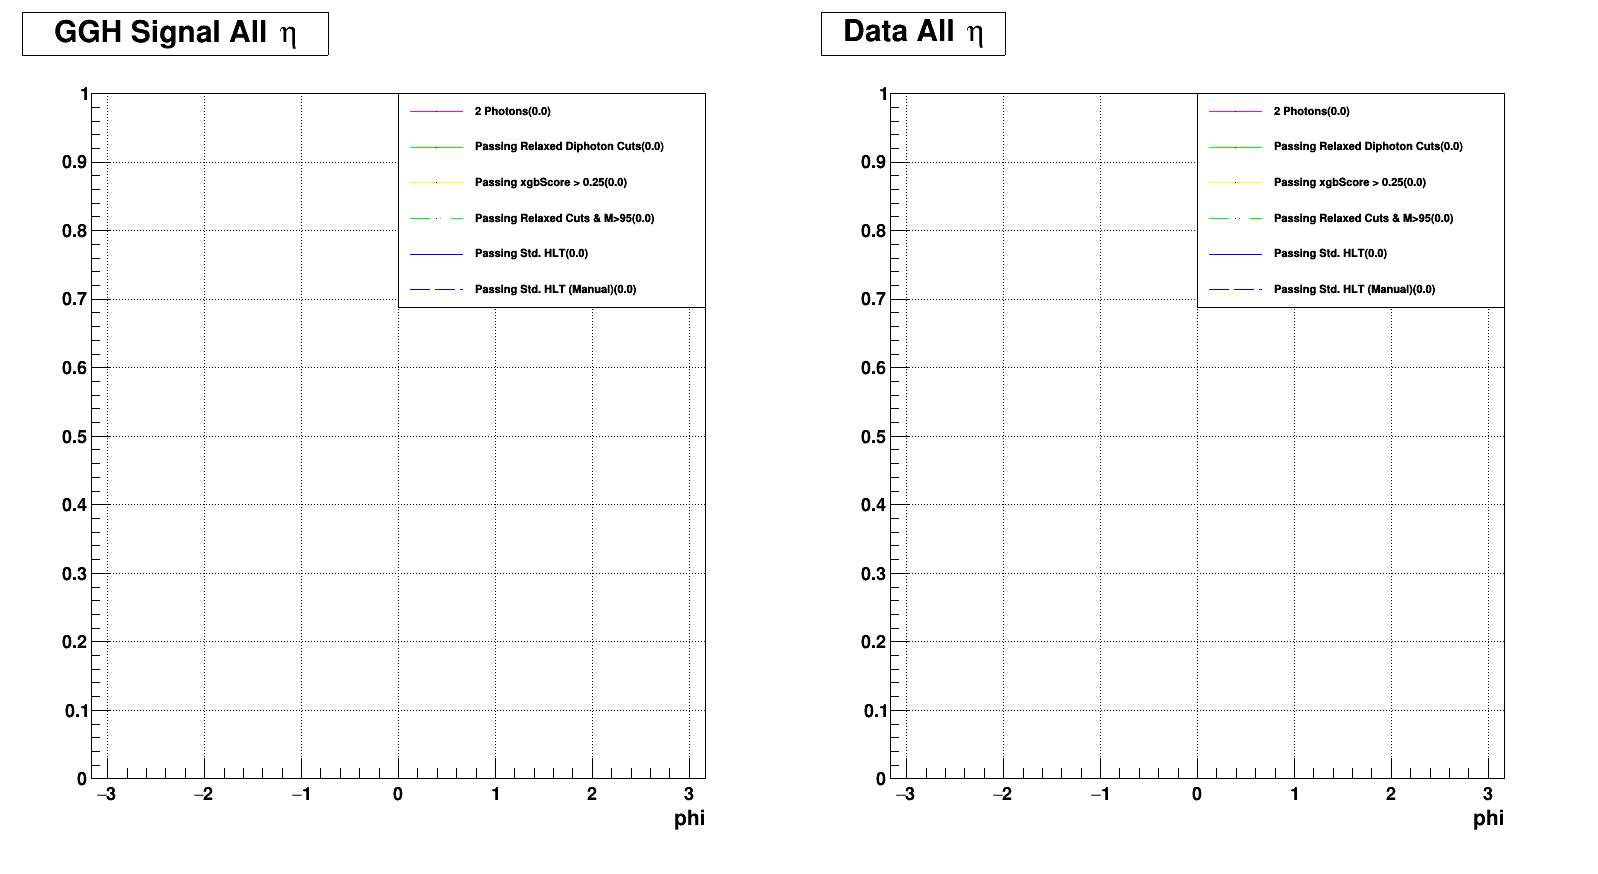 GGH Signal All η
1
0.9
0.8
0.7
0.6
0.5
0.4
0.3
0.2
0.1
0
2 Photons(0.0)
Passing Relaxed Diphoton Cuts(0.0)
Passing xgbScore > 0.25(0.0)
Passing Relaxed Cuts & M>95(0.0)
Passing Std. HLT(0.0)
Passing Std. HLT (Manual)(0.0)
−3 −2 −1 0 1 2 3
phi
Data All η
1
0.9
0.8
0.7
0.6
0.5
0.4
0.3
0.2
0.1
0
2 Photons(0.0)
Passing Relaxed Diphoton Cuts(0.0)
Passing xgbScore > 0.25(0.0)
Passing Relaxed Cuts & M>95(0.0)
Passing Std. HLT(0.0)
Passing Std. HLT (Manual)(0.0)
−3 −2 −1 0 1 2 3
phi